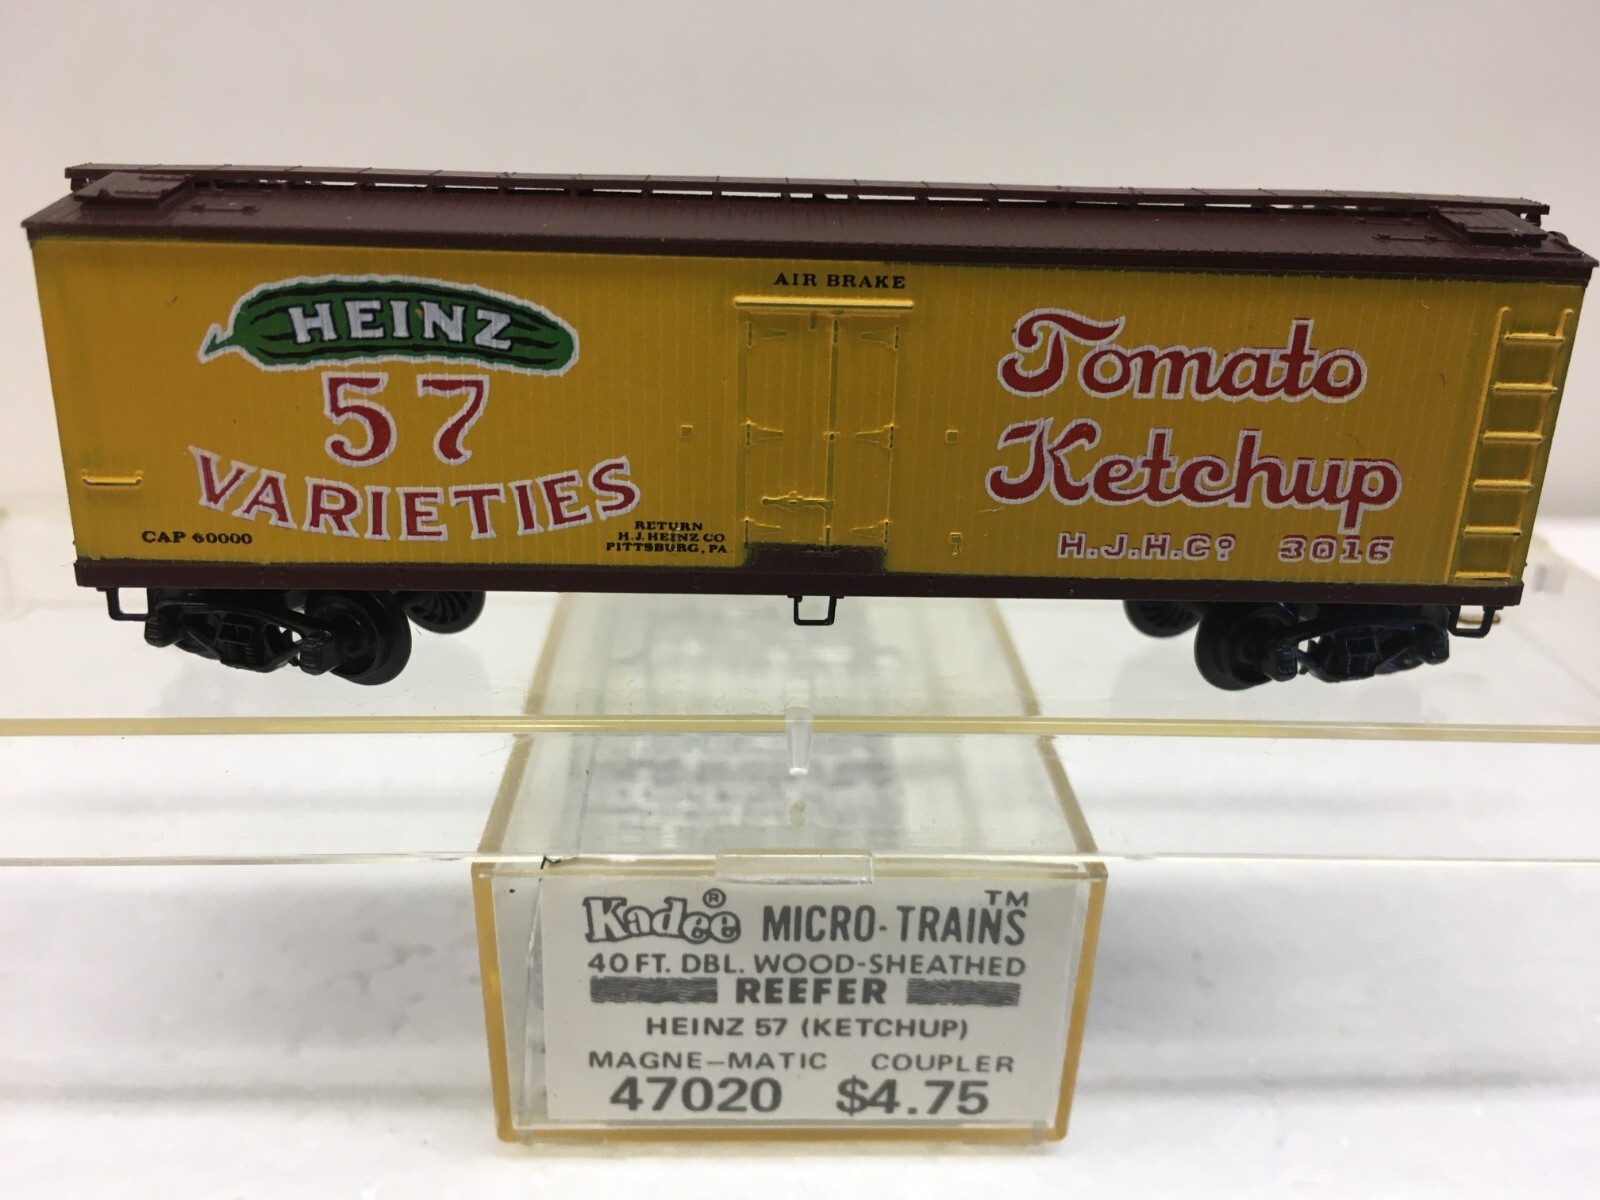 HEINZ
57
VARIETIES
CAP 60000
RETURN
H.J.HEINZ CO
PITTSBURG, PA.
AIR BRAKE
Tomato
Ketchup
H.J.H.Cº 3016
Kadee® MICRO-TRAINS™
40 FT. DBL. WOOD-SHEATHED
REEFER
HEINZ 57 (KETCHUP)
MAGNE-MATIC COUPLER
47020 $4.75